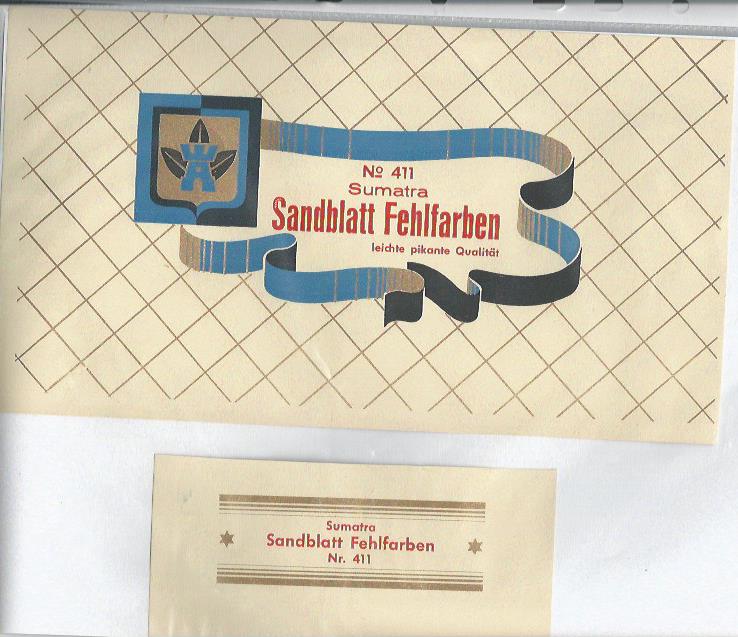 № 411
Sumatra
Sandblatt Fehlfarben
leichte pikante Qualität
Sumatra
Sandblatt Fehlfarben
Nr. 411